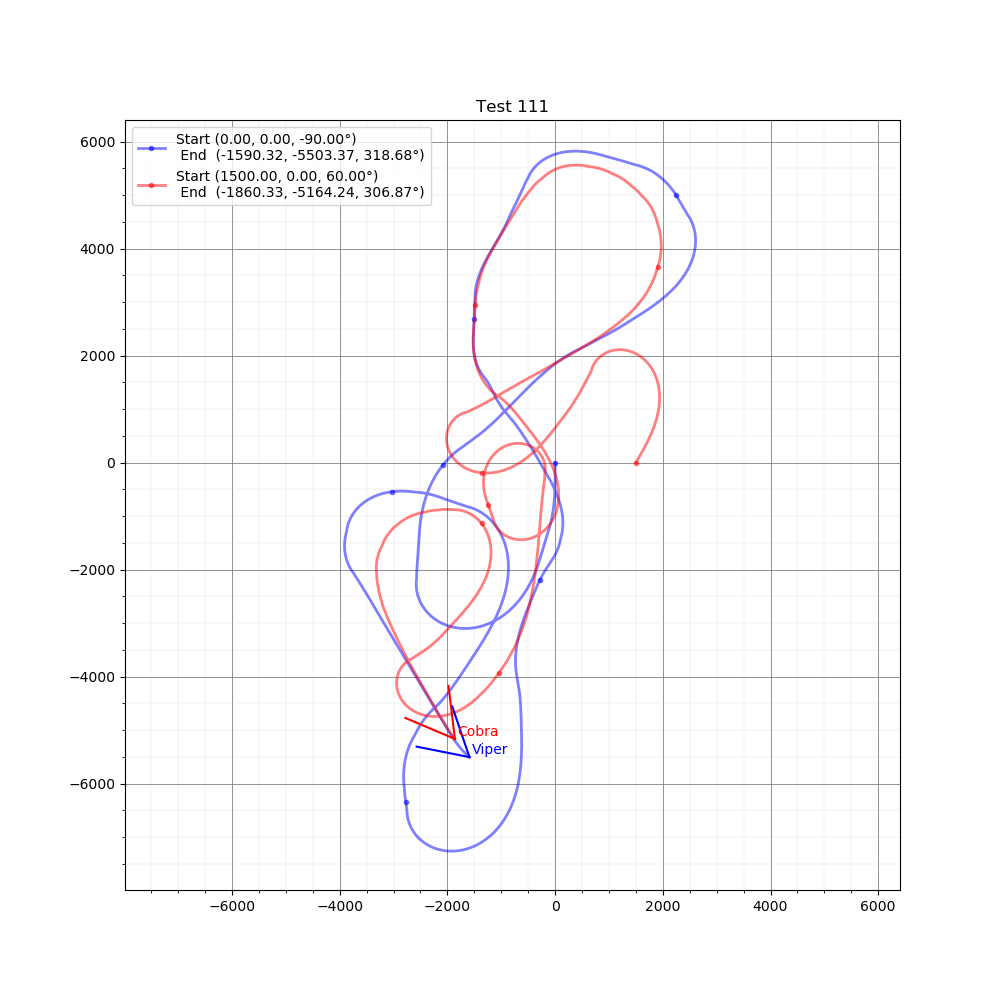 Test 111
Start (0.00, 0.00, -90.00°)
End (-1590.32, -5503.37, 318.68°)
Start (1500.00, 0.00, 60.00°)
End (-1860.33, -5164.24, 306.87°)
6000
4000
2000
0
−2000
−4000
−6000
Cobra
Viper
−6000 −4000 −2000 0 2000 4000 6000